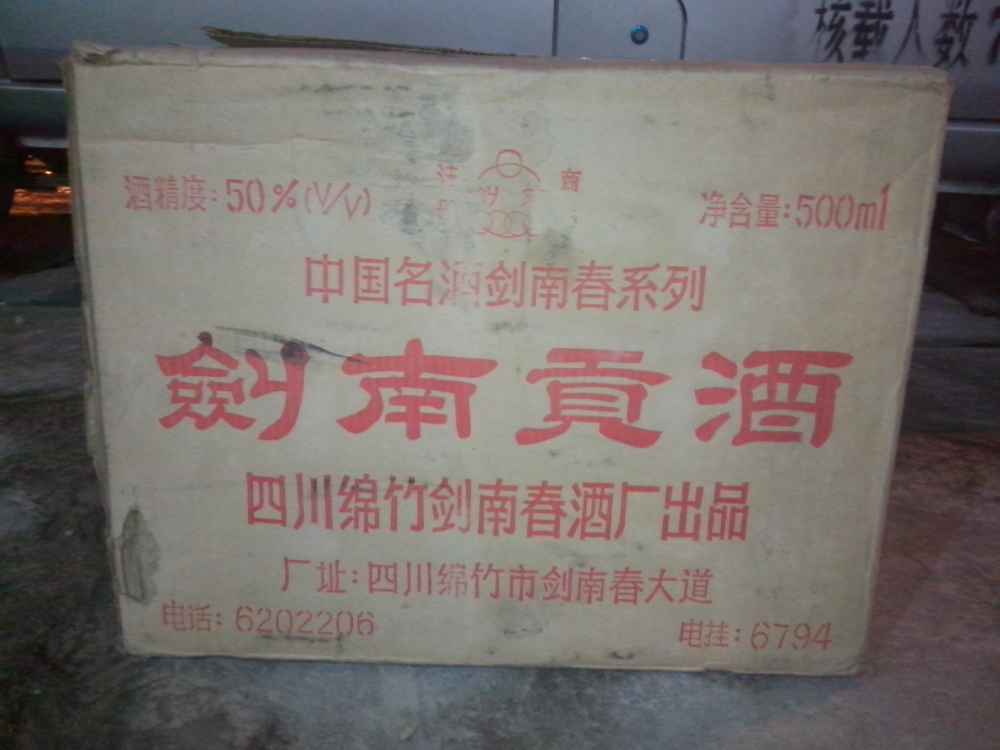 核载人数
酒精度:50%(V/V)
净含量:500ml
中国名酒剑南春系列
劍南貢酒
四川绵竹剑南春酒厂出品
厂址:四川绵竹市剑南春大道
电话:6202206
电挂:6794